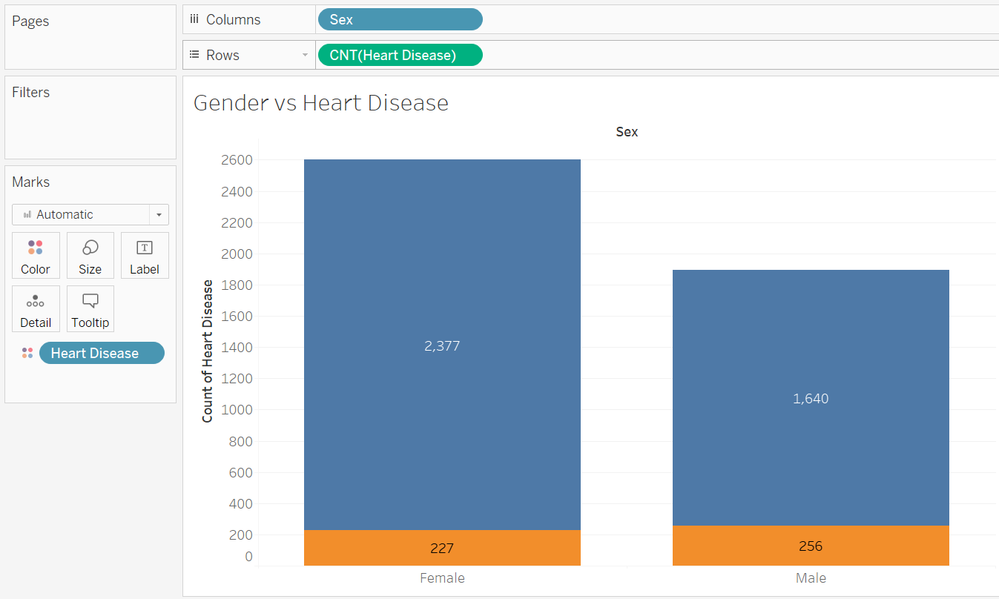 Pages
Columns
Sex
Rows
CNT(Heart Disease)
Filters
Marks
Automatic
Color
Size
T
Label
Detail
Tooltip
Heart Disease
Gender vs Heart Disease
Sex
Count of Heart Disease
2600
2400
2200
2000
1800
1600
1400
1200
1000
800
600
400
200
0
2,377
227
1,640
256
Female
Male